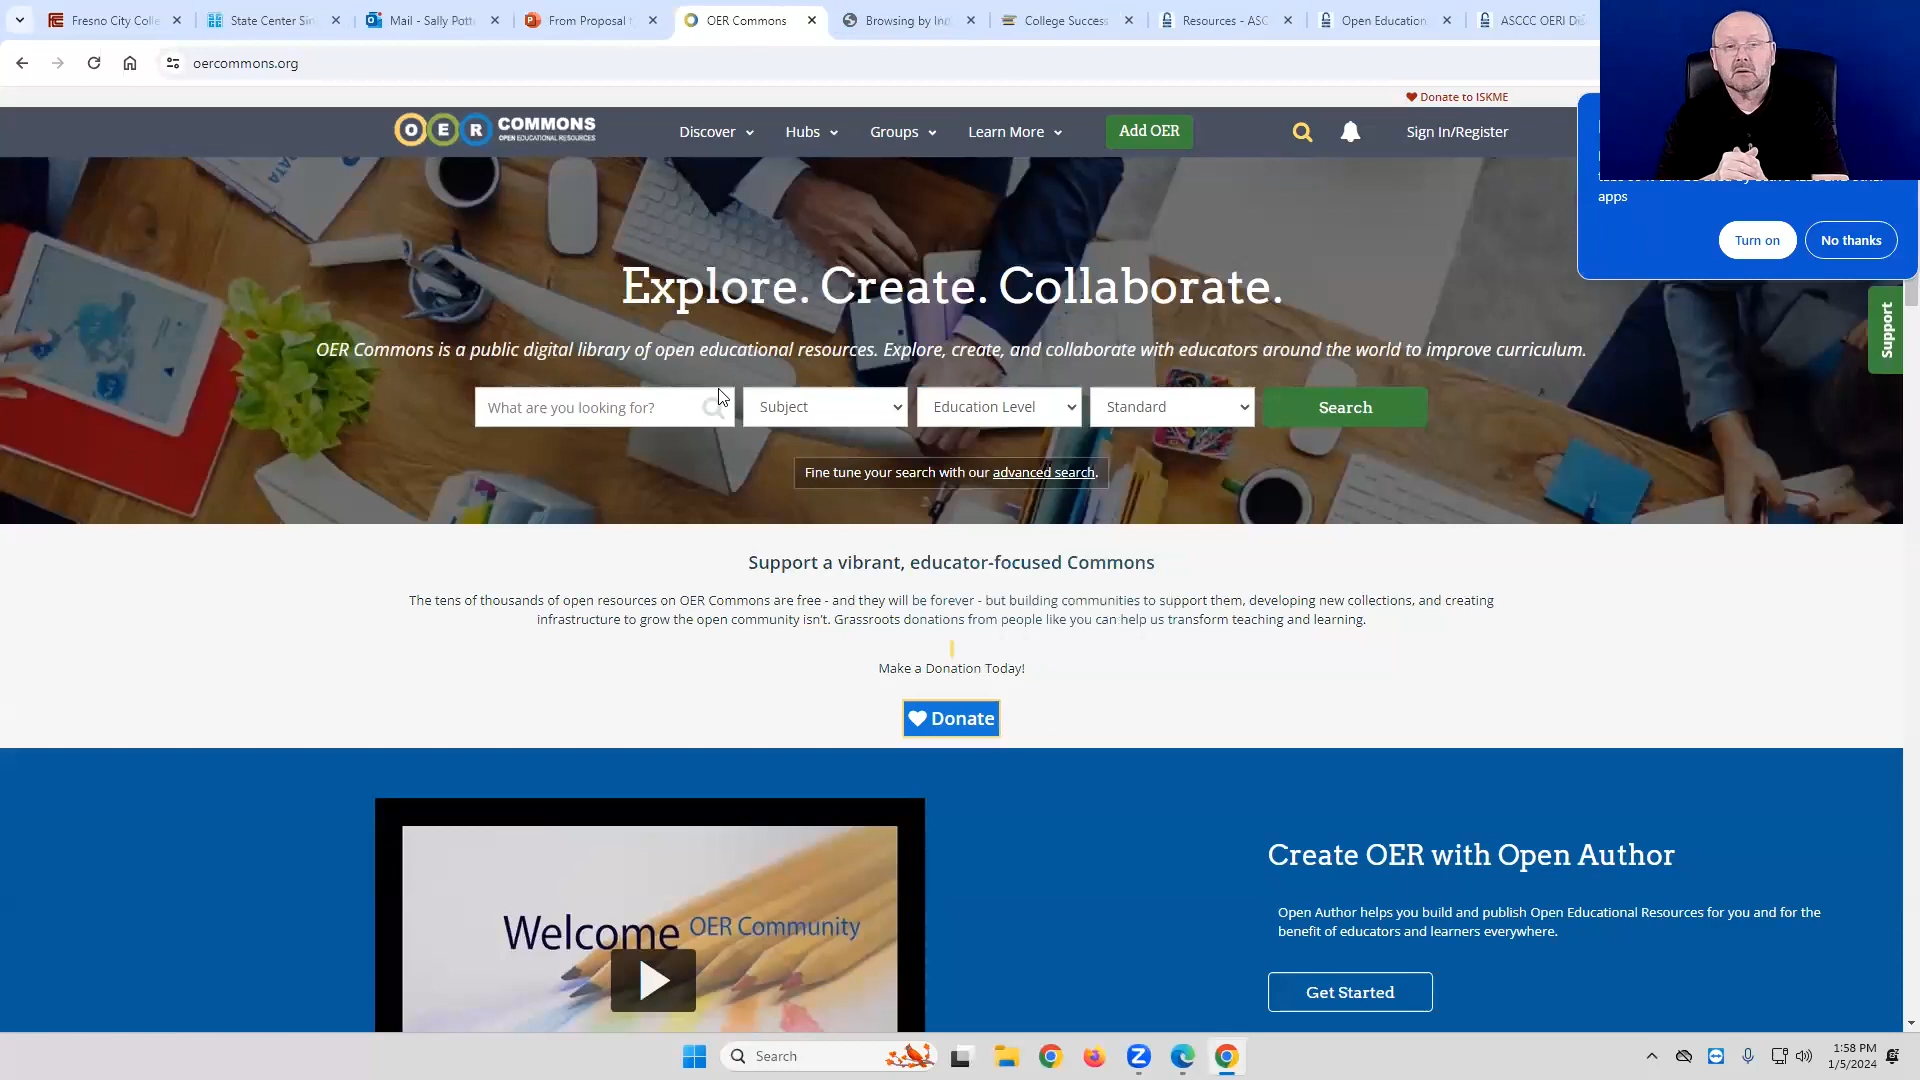 Fresno City Colle
State Center Sin
Mail - Sally Pott
From Proposal t
OER Commons
Browsing by Ind
College Success
Resources - ASC
Open Education
ASCCC OERI Dis
oercommons.org
Donate to ISKME
OER COMMONS
OPEN EDUCATIONAL RESOURCES
Discover
Hubs
Groups
Learn More
Add OER
Sign In/Register
apps
Turn on
No thanks
Support
Explore. Create. Collaborate.
OER Commons is a public digital library of open educational resources. Explore, create, and collaborate with educators around the world to improve curriculum.
What are you looking for?
Subject
Education Level
Standard
Search
Fine tune your search with our advanced search.
Support a vibrant, educator-focused Commons
The tens of thousands of open resources on OER Commons are free - and they will be forever - but building communities to support them, developing new collections, and creating
infrastructure to grow the open community isn't. Grassroots donations from people like you can help us transform teaching and learning.
Make a Donation Today!
Donate
Welcome OER Community
Create OER with Open Author
Open Author helps you build and publish Open Educational Resources for you and for the
benefit of educators and learners everywhere.
Get Started
Search
1:58 PM
1/5/2024